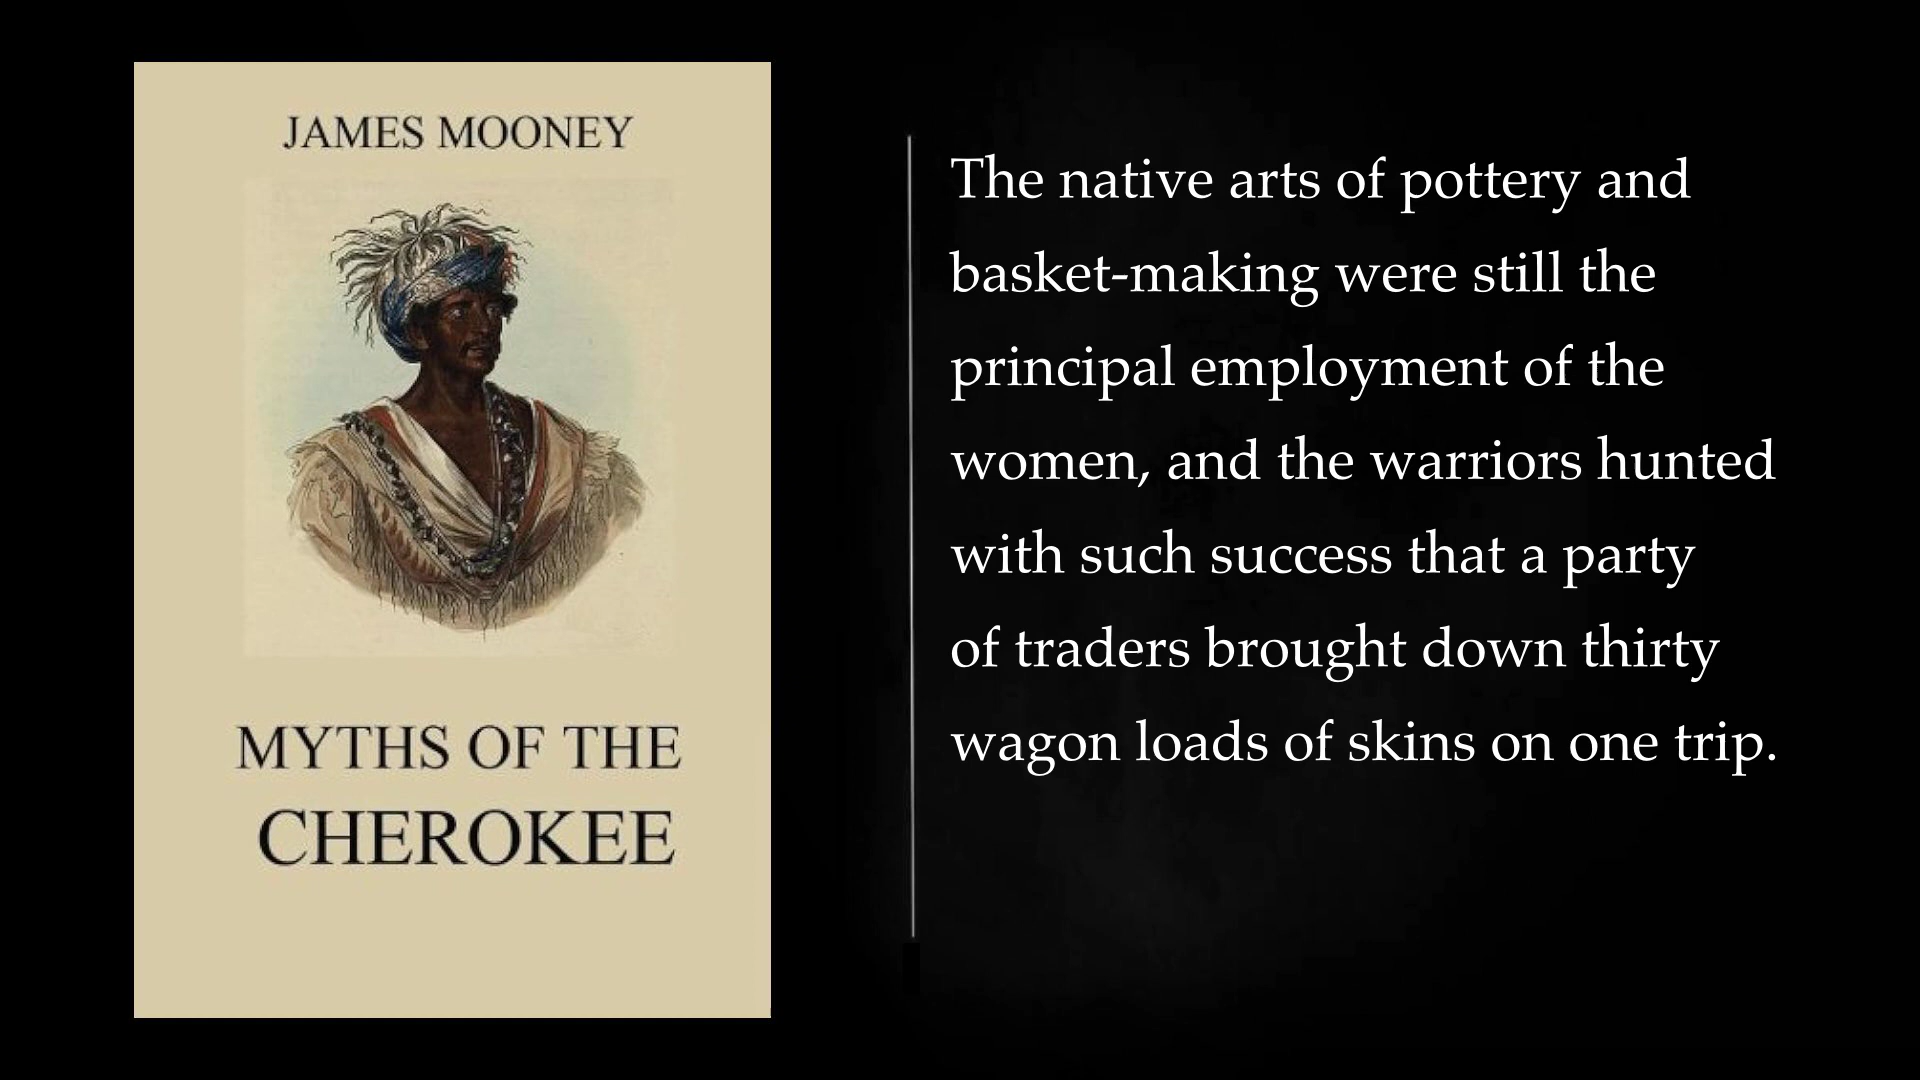 JAMES MOONEY
MYTHS OF THE
CHEROKEE
The native arts of pottery and
basket-making were still the
principal employment of the
women, and the warriors hunted
with such success that a party
of traders brought down thirty
wagon loads of skins on one trip.